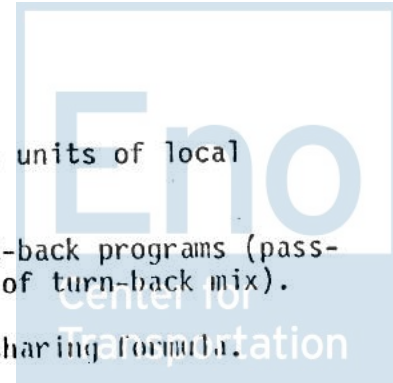 Eno
units of local
-back programs (pass-
of turn-back mix).
Center for
Transportation
haring formula.